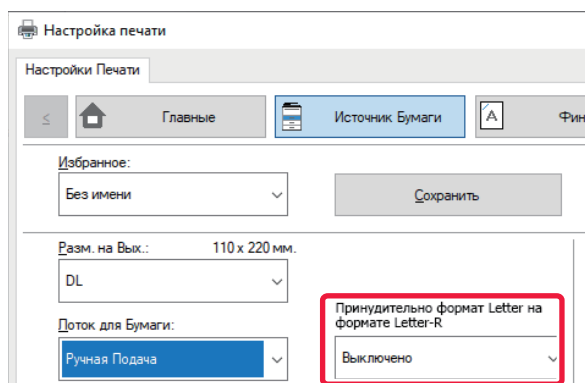 Настройка печати
Настройки Печати
≤ Главные Источник Бумаги A Фин
Избранное:
Без имени
Сохранить
Разм. на Вых.: 110 x 220 мм.
DL
Поток для Бумаги:
Ручная Подача
Принудительно формат Letter на
формате Letter-R
Выключено